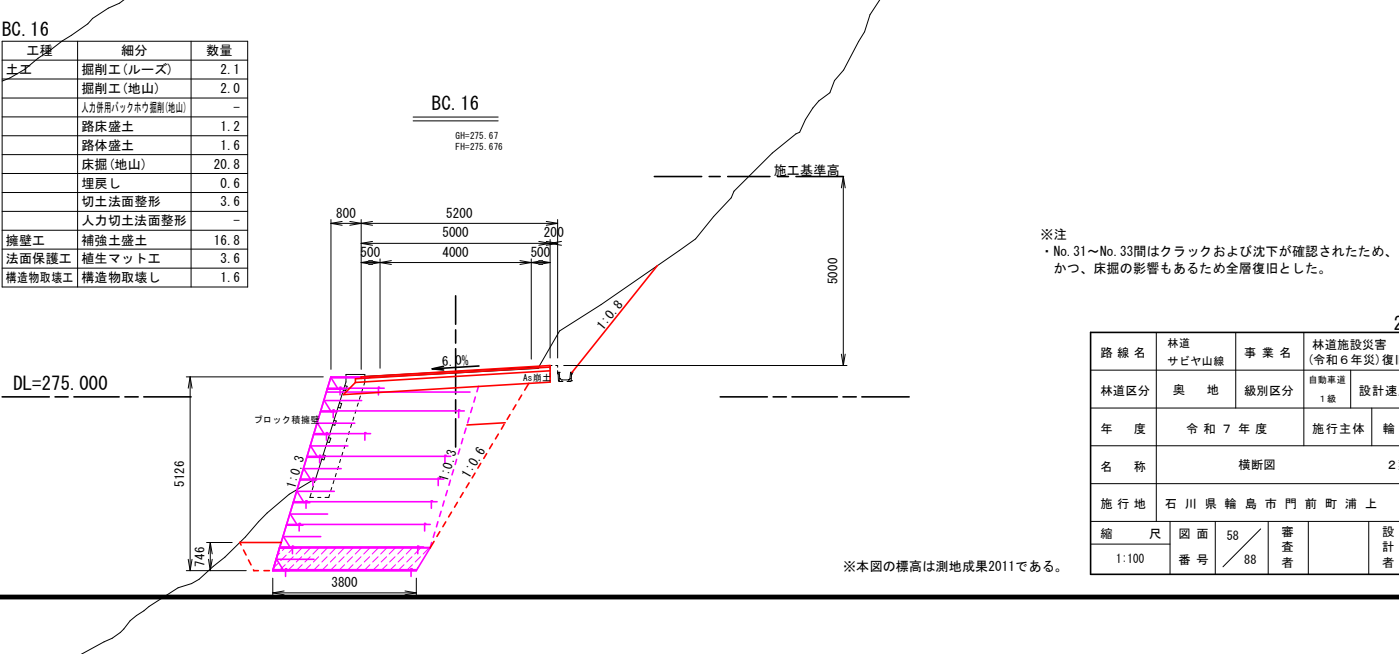 BC.16
工種 細分 数量
土工 掘削工(ルーズ) 2.1
掘削工(地山) 2.0
人力併用バックホウ掘削(地山) −
路床盛土 1.2
路体盛土 1.6
床掘(地山) 20.8
埋戻し 0.6
切土法面整形 3.6
人力切土法面整形 −
擁壁工 補強土盛土 16.8
法面保護工 植生マット工 3.6
構造物取壊工 構造物取壊し 1.6
BC.16
GH=275.67
FH=275.676
施工基準高
800 5200
5000 200
500 4000 500
5000
1:0.8
6.0%
As崩土
DL=275.000
ブロック積擁壁
1:0.3
1:0.3
1:0.6
5126
746
3800
※注
・No.31～No.33間はクラックおよび沈下が確認されたため、
かつ、床掘の影響もあるため全層復旧とした。
※本図の標高は測地成果2011である。
2
路線名 林道 サビヤ山線 事業名 林道施設災害 (令和6年災)復旧
林道区分 奥地 級別区分 自動車道 1級 設計速
年度 令和7年度 施行主体 輪
名称 横断図 2
施行地 石川県輪島市門前町浦上
縮尺 1:100 図面番号 58/88 審査者 設計者